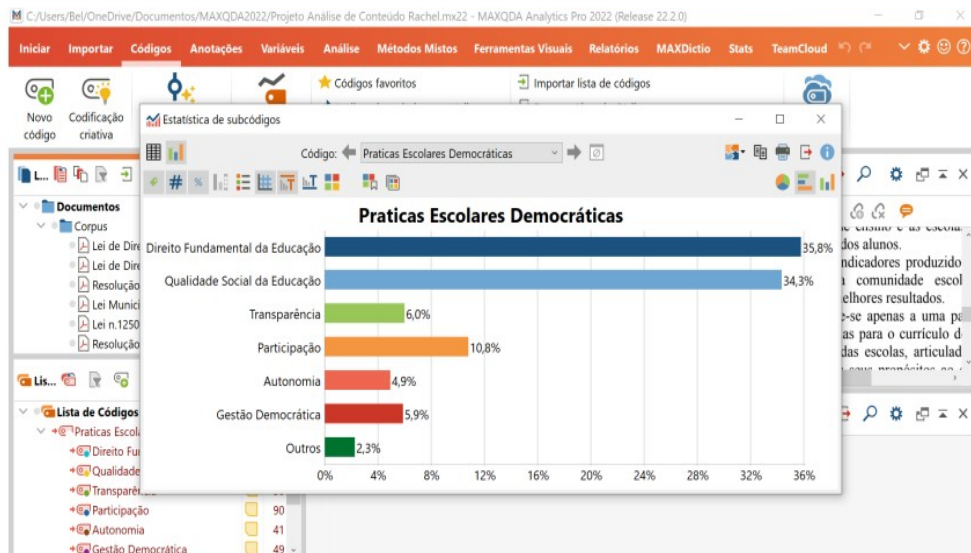 C:/Users/Bel/OneDrive/Documentos/MAXQDA2022/Projeto Análise de Conteúdo Rachel.mx22 - MAXQDA Analytics Pro 2022 (Release 22.2.0)
Iniciar Importar Códigos Anotações Variáveis Análise Métodos Mistos Ferramentas Visuais Relatórios MAXDictio Stats TeamCloud
Novo código
Codificação criativa
Códigos favoritos
Importar lista de códigos
Estatística de subcódigos
Código: Praticas Escolares Democráticas
L...
Documentos
Corpus
Lei de Dire
Lei de Dire
Resolução
Lei Munici
Lei n.1250
Resolução
Praticas Escolares Democráticas
Direito Fundamental da Educação 35,8%
Qualidade Social da Educação 34,3%
Transparência 6,0%
Participação 10,8%
Autonomia 4,9%
Gestão Democrática 5,9%
Outros 2,3%
0% 4% 8% 12% 16% 20% 24% 28% 32% 36%
dos alunos.
ndicadores produzido
a comunidade escol
elhores resultados.
e-se apenas a uma pa
as para o currículo d
das escolas, articulad
Lis...
Lista de Códigos
Praticas Escol
Direito Fu
Qualidade
Transparên
Participação 90
Autonomia 41
Gestão Democrática 49